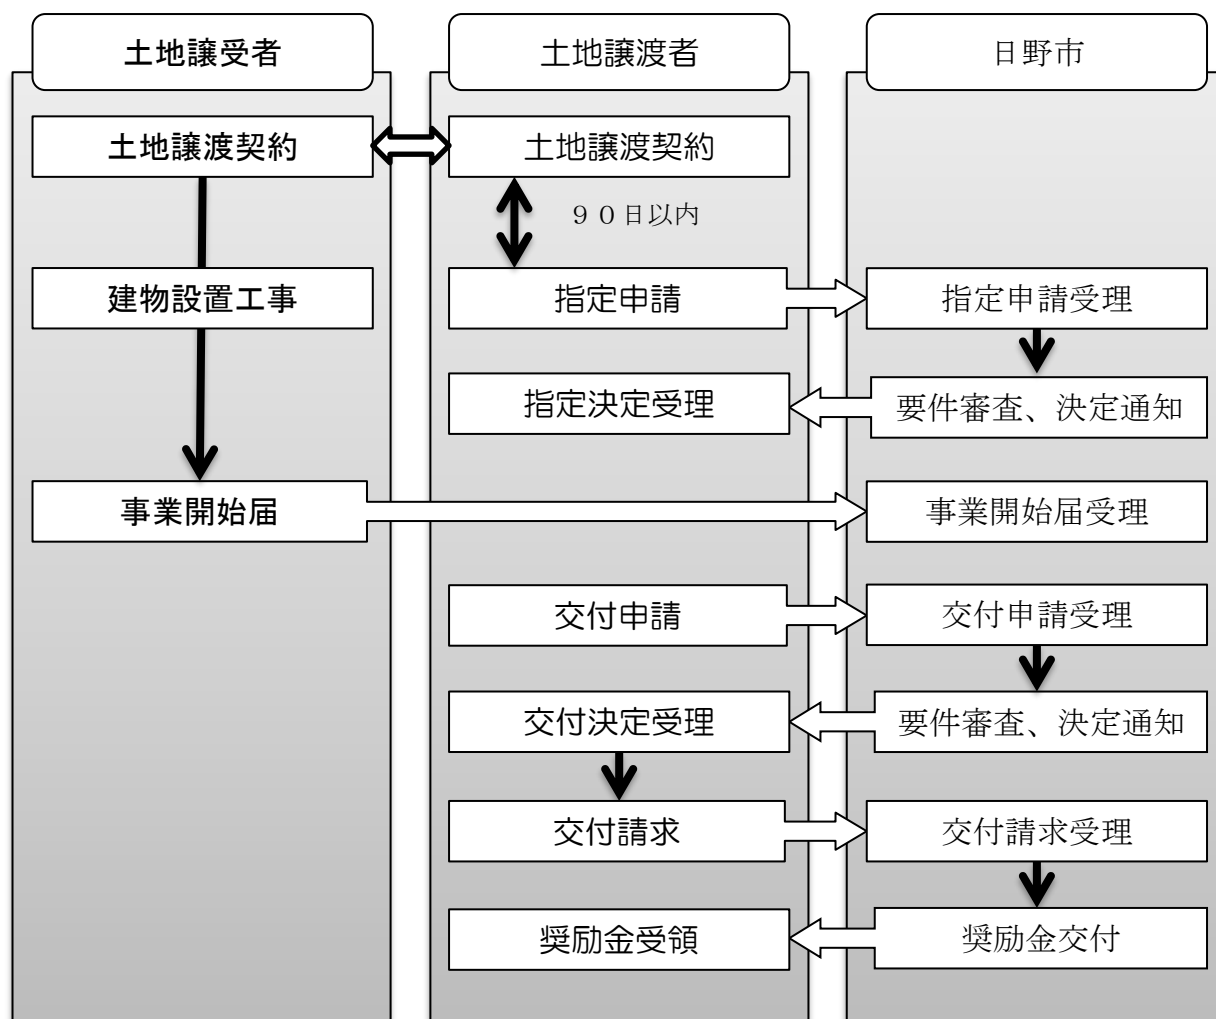 土地譲受者
土地譲渡者
日野市
土地譲渡契約
土地譲渡契約
９０日以内
建物設置工事
指定申請
指定申請受理
指定決定受理
要件審査、決定通知
事業開始届
事業開始届受理
交付申請
交付申請受理
交付決定受理
要件審査、決定通知
交付請求
交付請求受理
奨励金受領
奨励金交付